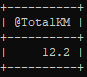 +----------+
| @TotalKM |
+----------+
|     12.2 |
+----------+